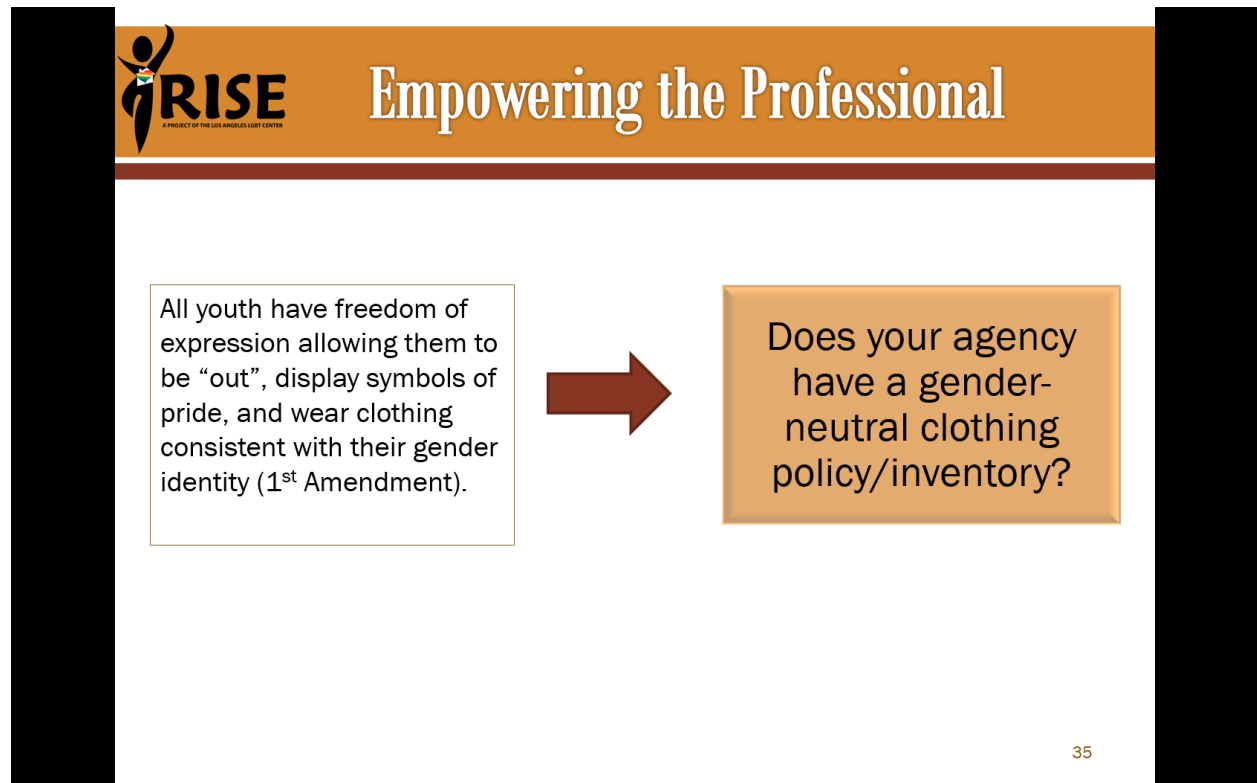 RISE
A PROJECT OF THE LOS ANGELES LGBT CENTER
Empowering the Professional
All youth have freedom of
expression allowing them to
be “out”, display symbols of
pride, and wear clothing
consistent with their gender
identity (1st Amendment).
Does your agency
have a gender-
neutral clothing
policy/inventory?
35